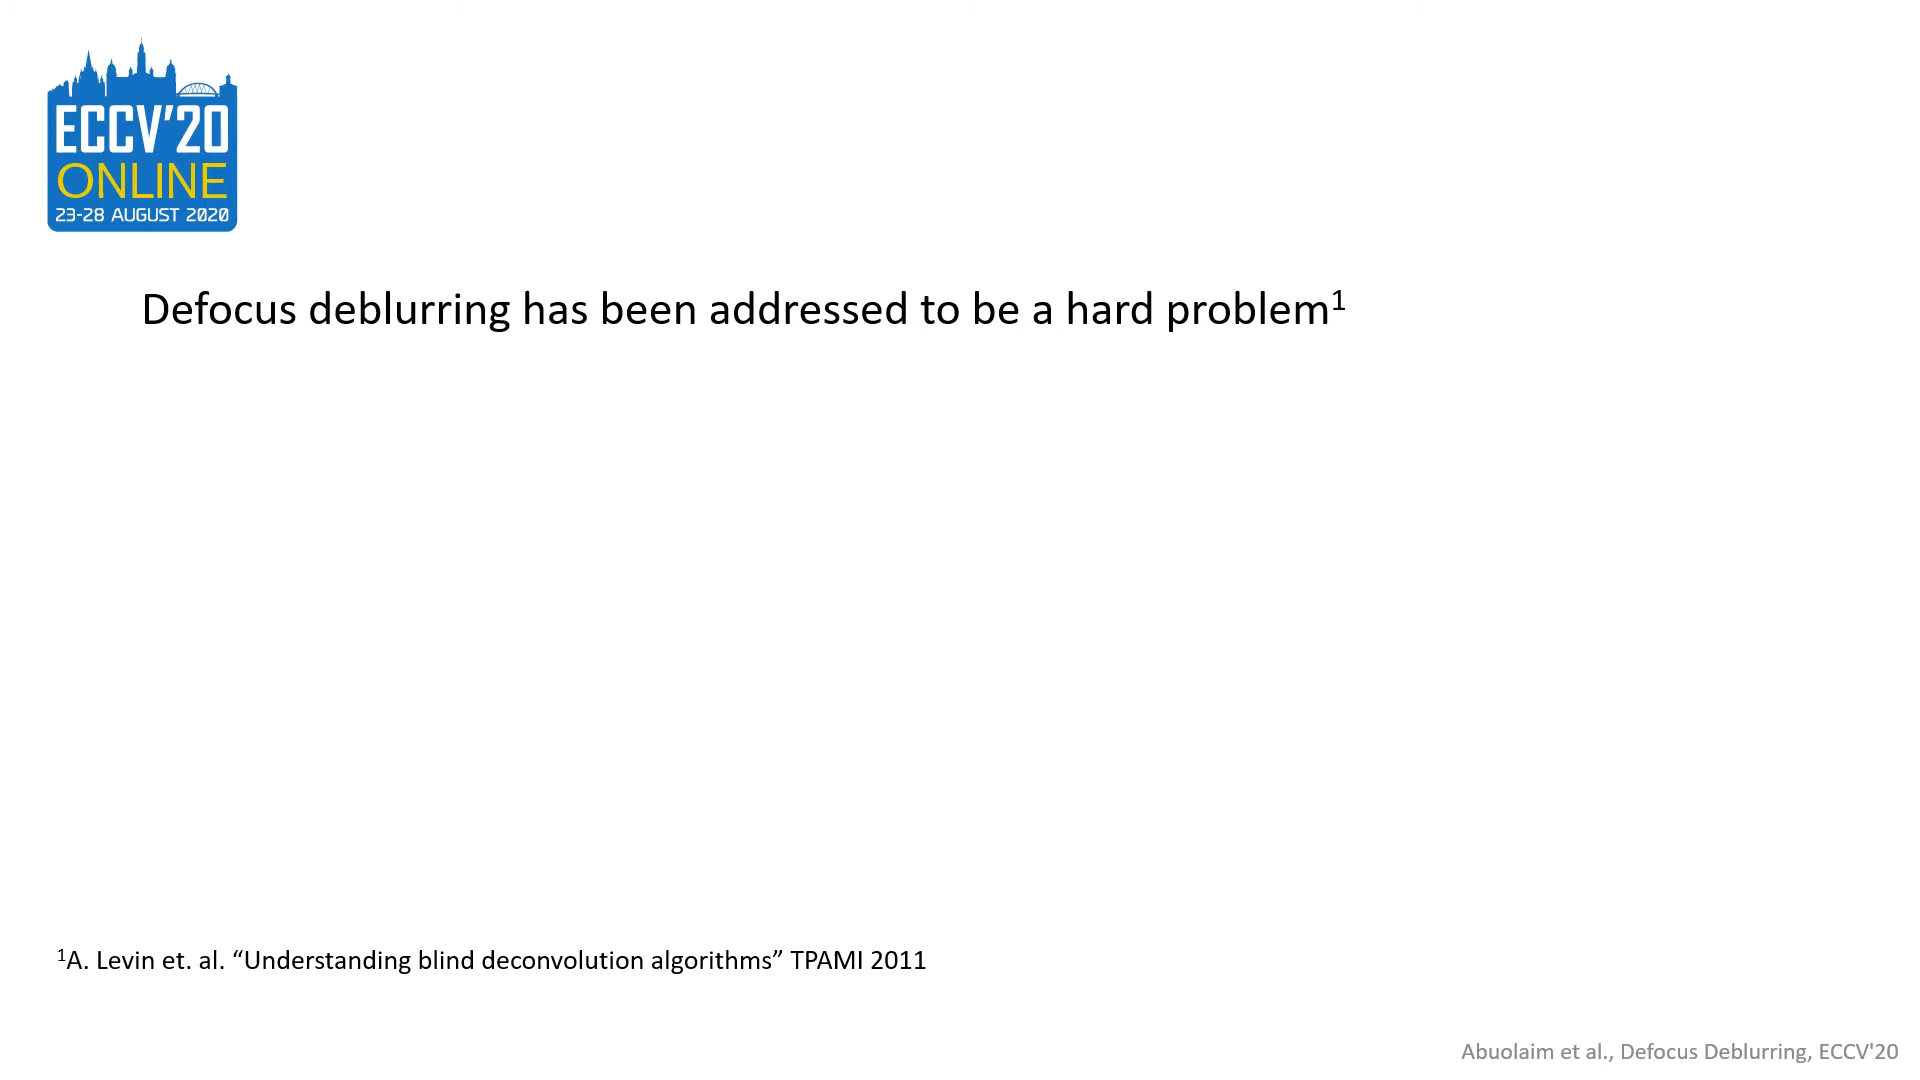 ECCV'20
ONLINE
23-28 AUGUST 2020
Defocus deblurring has been addressed to be a hard problem¹
¹A. Levin et. al. “Understanding blind deconvolution algorithms” TPAMI 2011
Abuolaim et al., Defocus Deblurring, ECCV'20